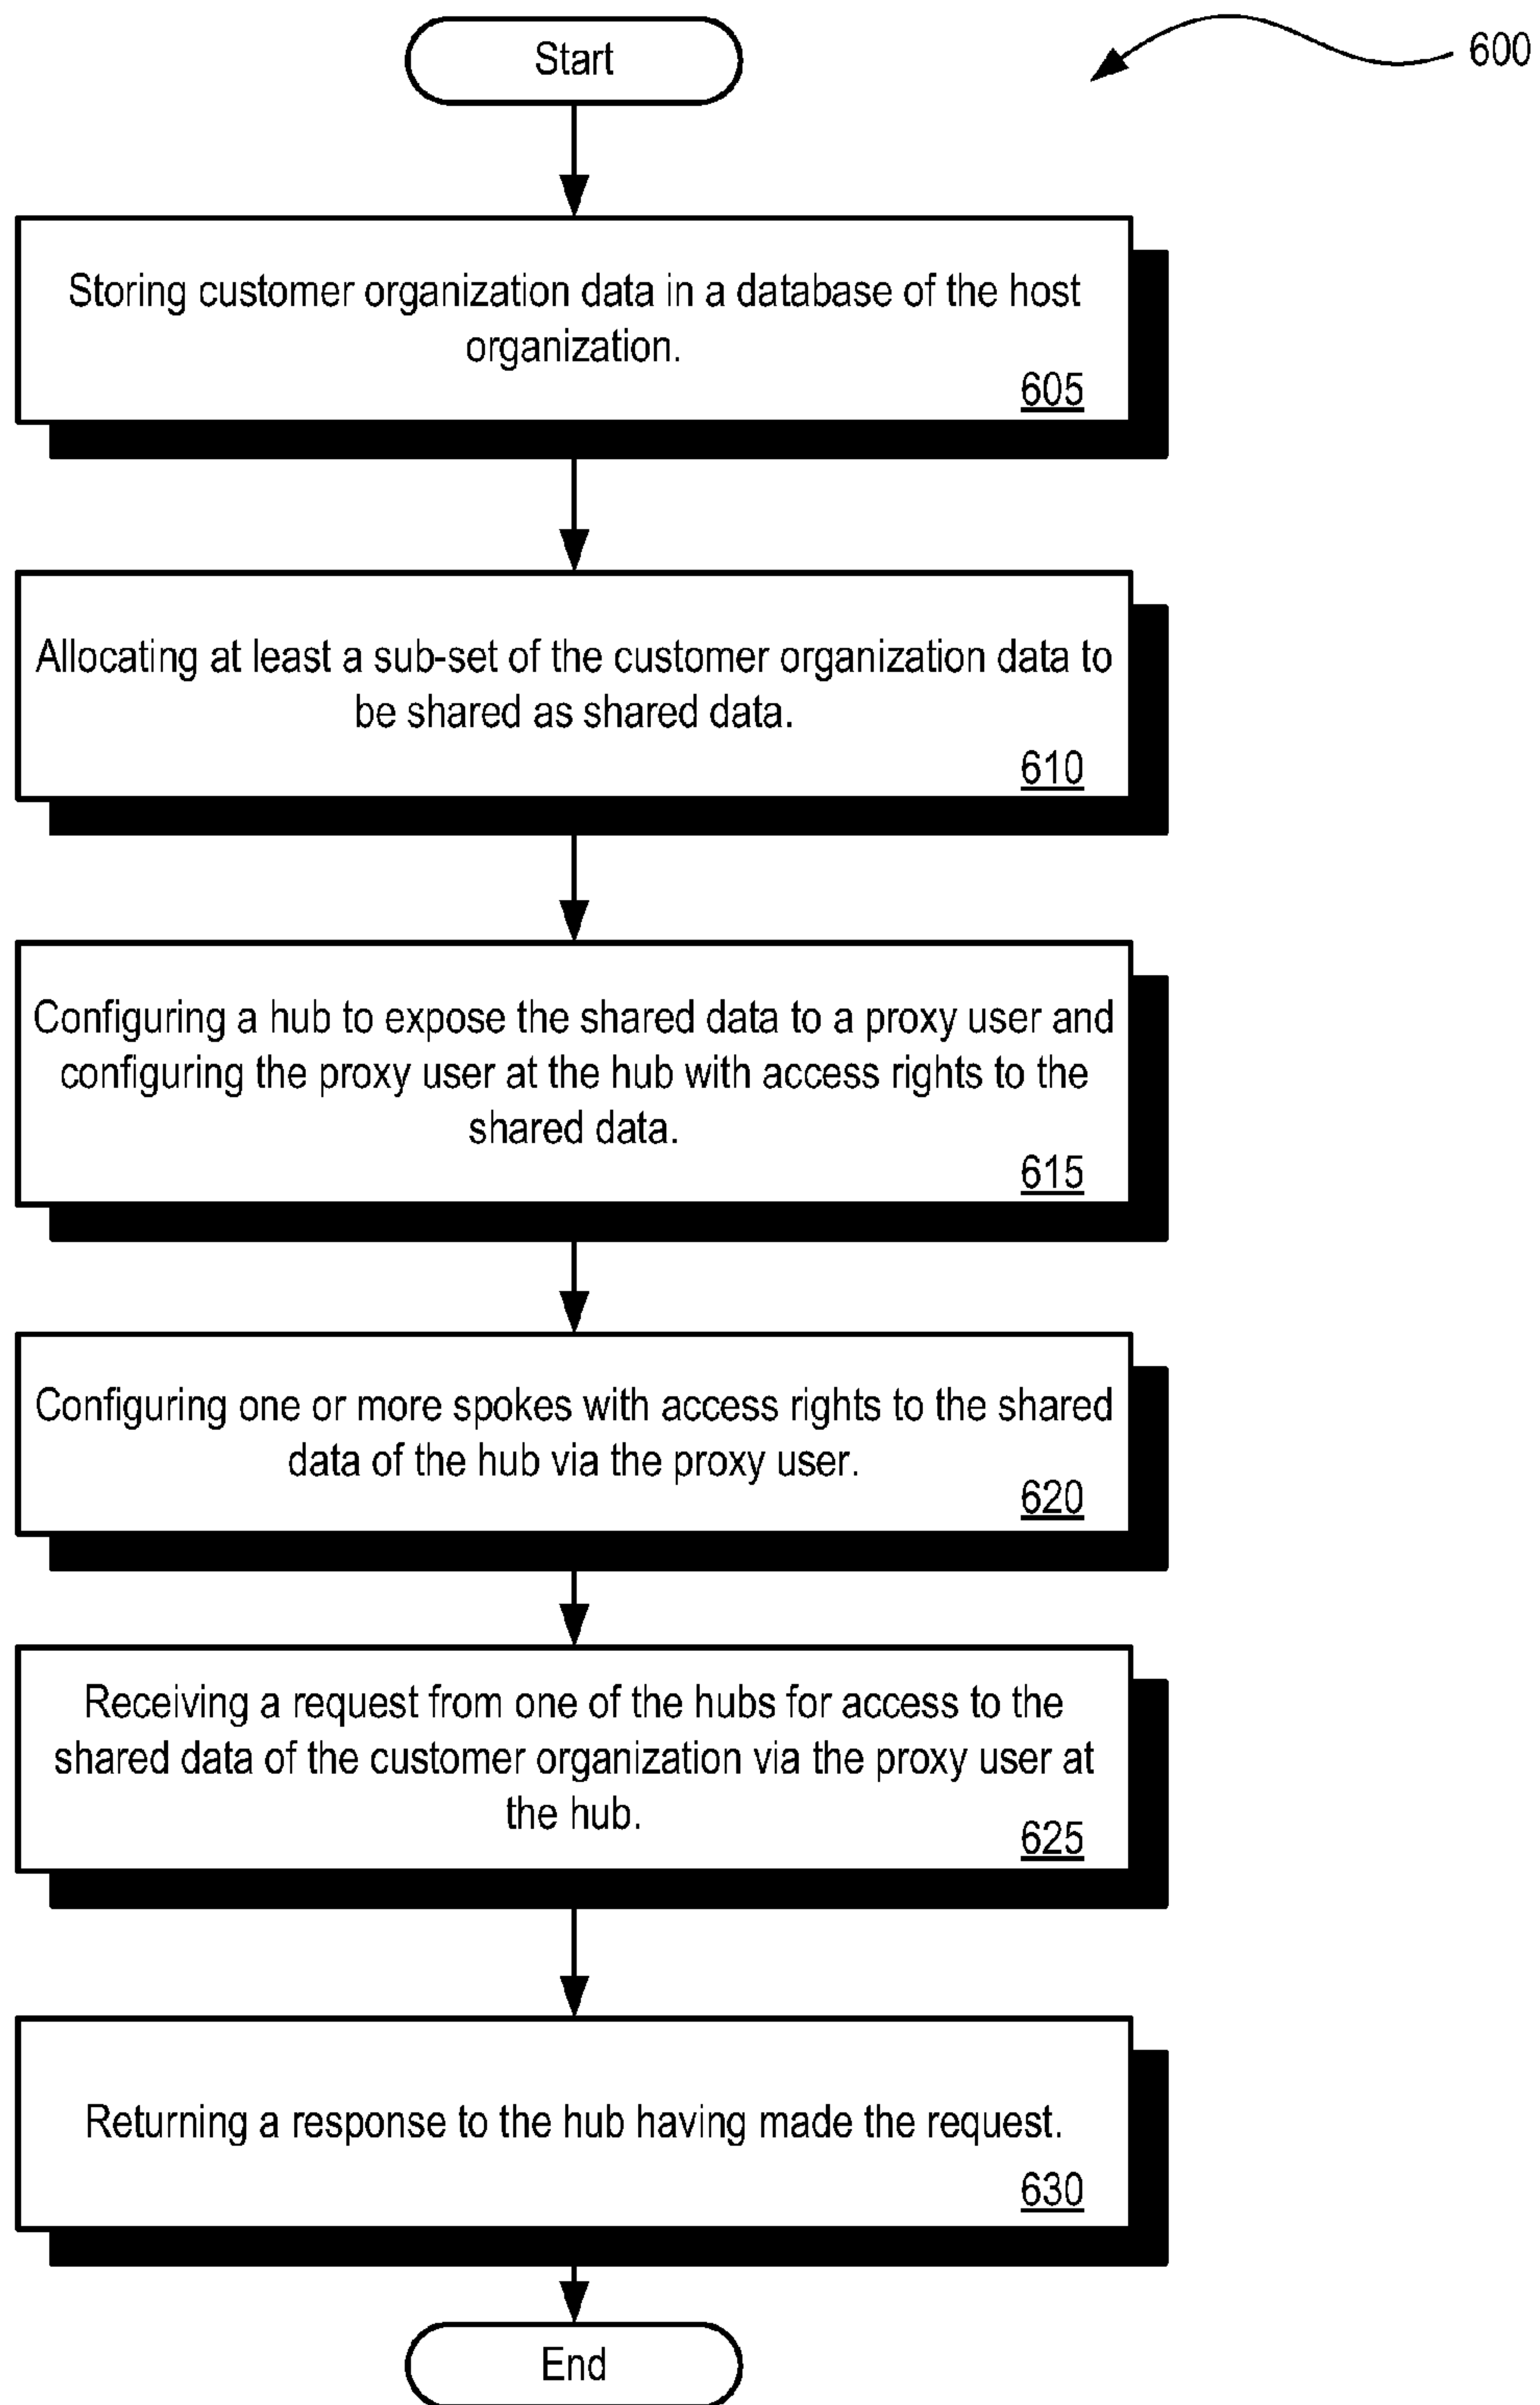 Start
600
Storing customer organization data in a database of the host
organization.
605
Allocating at least a sub-set of the customer organization data to
be shared as shared data.
610
Configuring a hub to expose the shared data to a proxy user and
configuring the proxy user at the hub with access rights to the
shared data.
615
Configuring one or more spokes with access rights to the shared
data of the hub via the proxy user.
620
Receiving a request from one of the hubs for access to the
shared data of the customer organization via the proxy user at
the hub.
625
Returning a response to the hub having made the request.
630
End